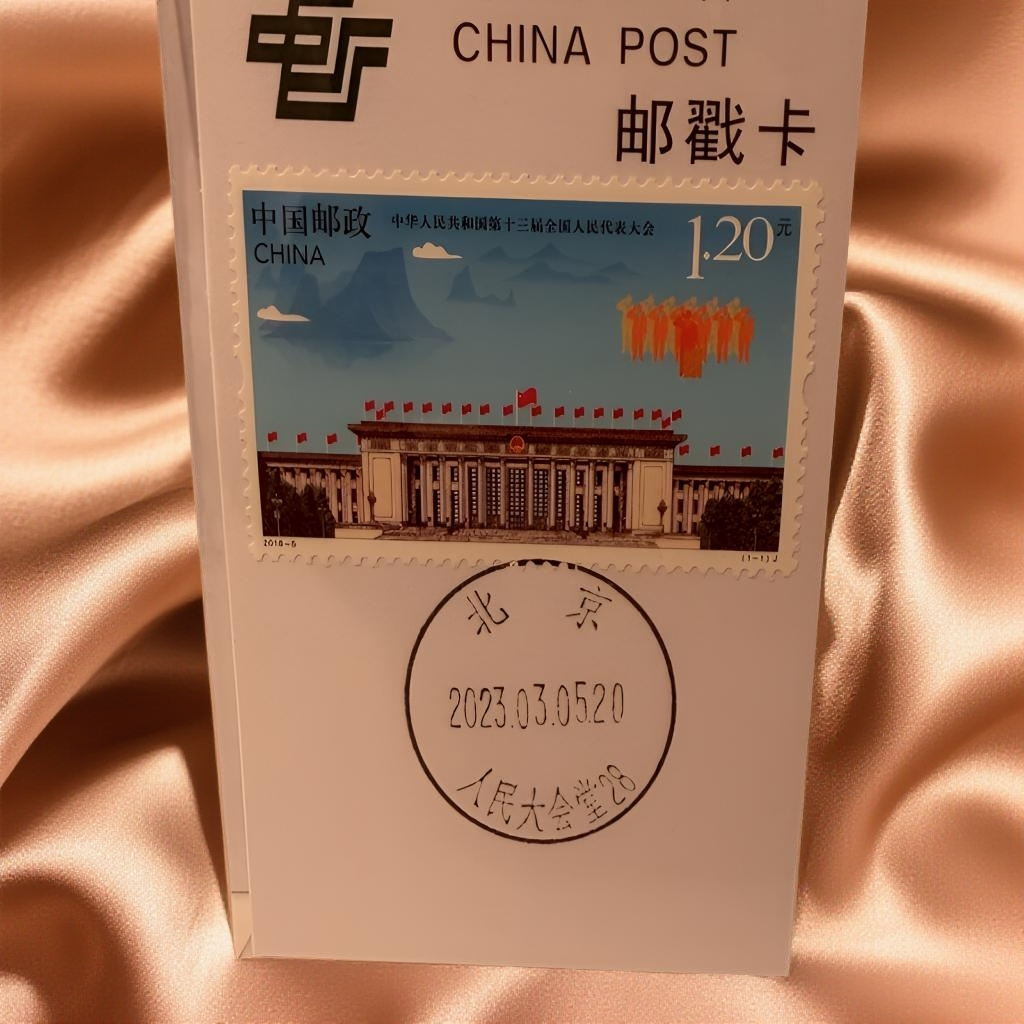 CHINA POST
邮戳卡
中国邮政 中华人民共和国第十三届全国人民代表大会 1.20元
CHINA
2018-5
(1-1)J
北京
2023.03.05.20
人民大会堂28